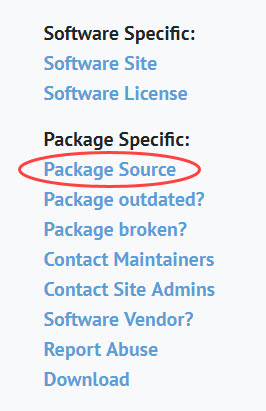 Software Specific:
Software Site
Software License
Package Specific:
Package Source
Package outdated?
Package broken?
Contact Maintainers
Contact Site Admins
Software Vendor?
Report Abuse
Download